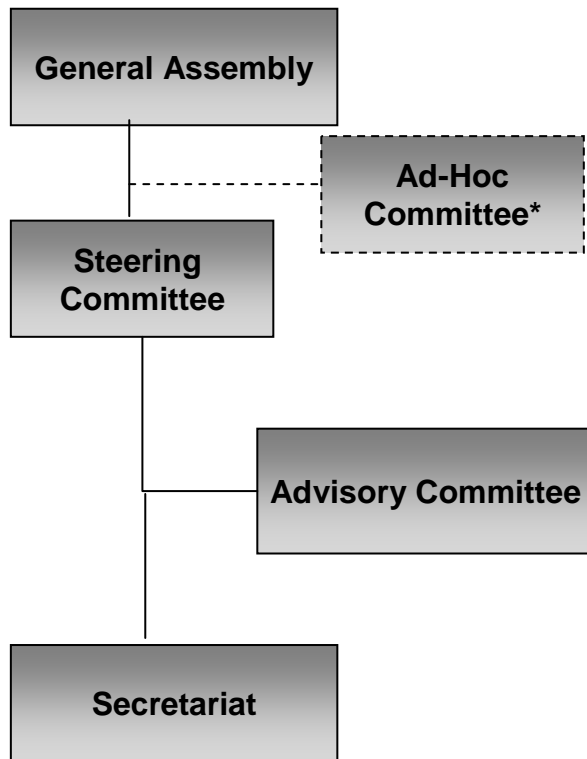 General Assembly
Ad-Hoc
Committee*
Steering
Committee
Advisory Committee
Secretariat